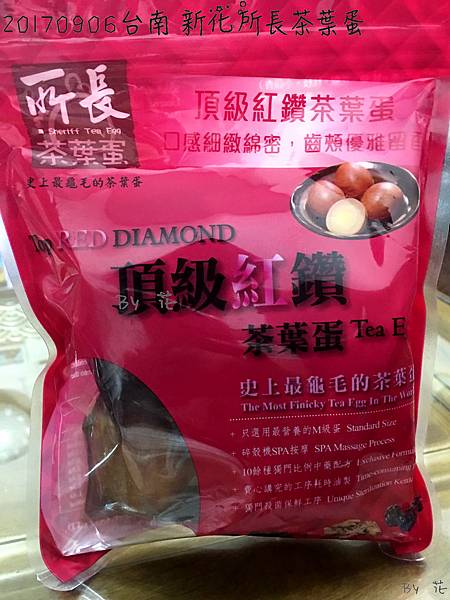 20170906台南 新花所長茶葉蛋
所長
Sheriff Tea Egg
茶葉蛋
史上最龜毛的茶葉蛋
頂級紅鑽茶葉蛋
口感細緻綿密，齒頰優雅留
Top RED DIAMOND
頂級紅鑽
By 花
茶葉蛋 Tea E
史上最龜毛的茶葉
The Most Finicky Tea Egg In The Wor
+ 只選用最營養的M級蛋 Standard Size
+ 碎殼機SPA按摩 SPA Massage Process
+ 10餘種獨門比例中藥配方 Exclusive Formula
+ 費心講究的工序耗時滷製 Time-consuming
+ 獨門殺菌保鮮工序 Unique Sterilization
By 花